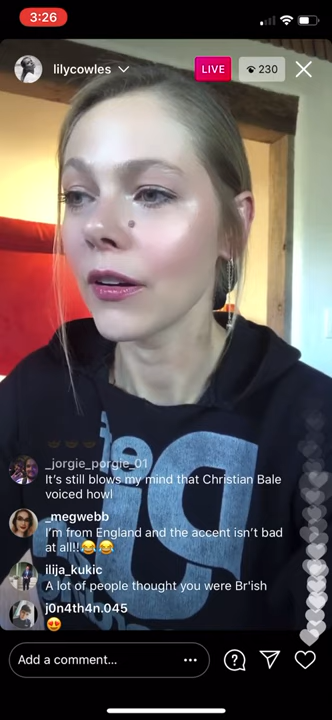 3:26
lilycowles
LIVE
230
_jorgie_porgie_01
It's still blows my mind that Christian Bale
voiced howl
_megwebb
I'm from England and the accent isn't bad
at all!!😂😂
ilija_kukic
A lot of people thought you were Br'ish
j0n4th4n.045
😍
Add a comment...